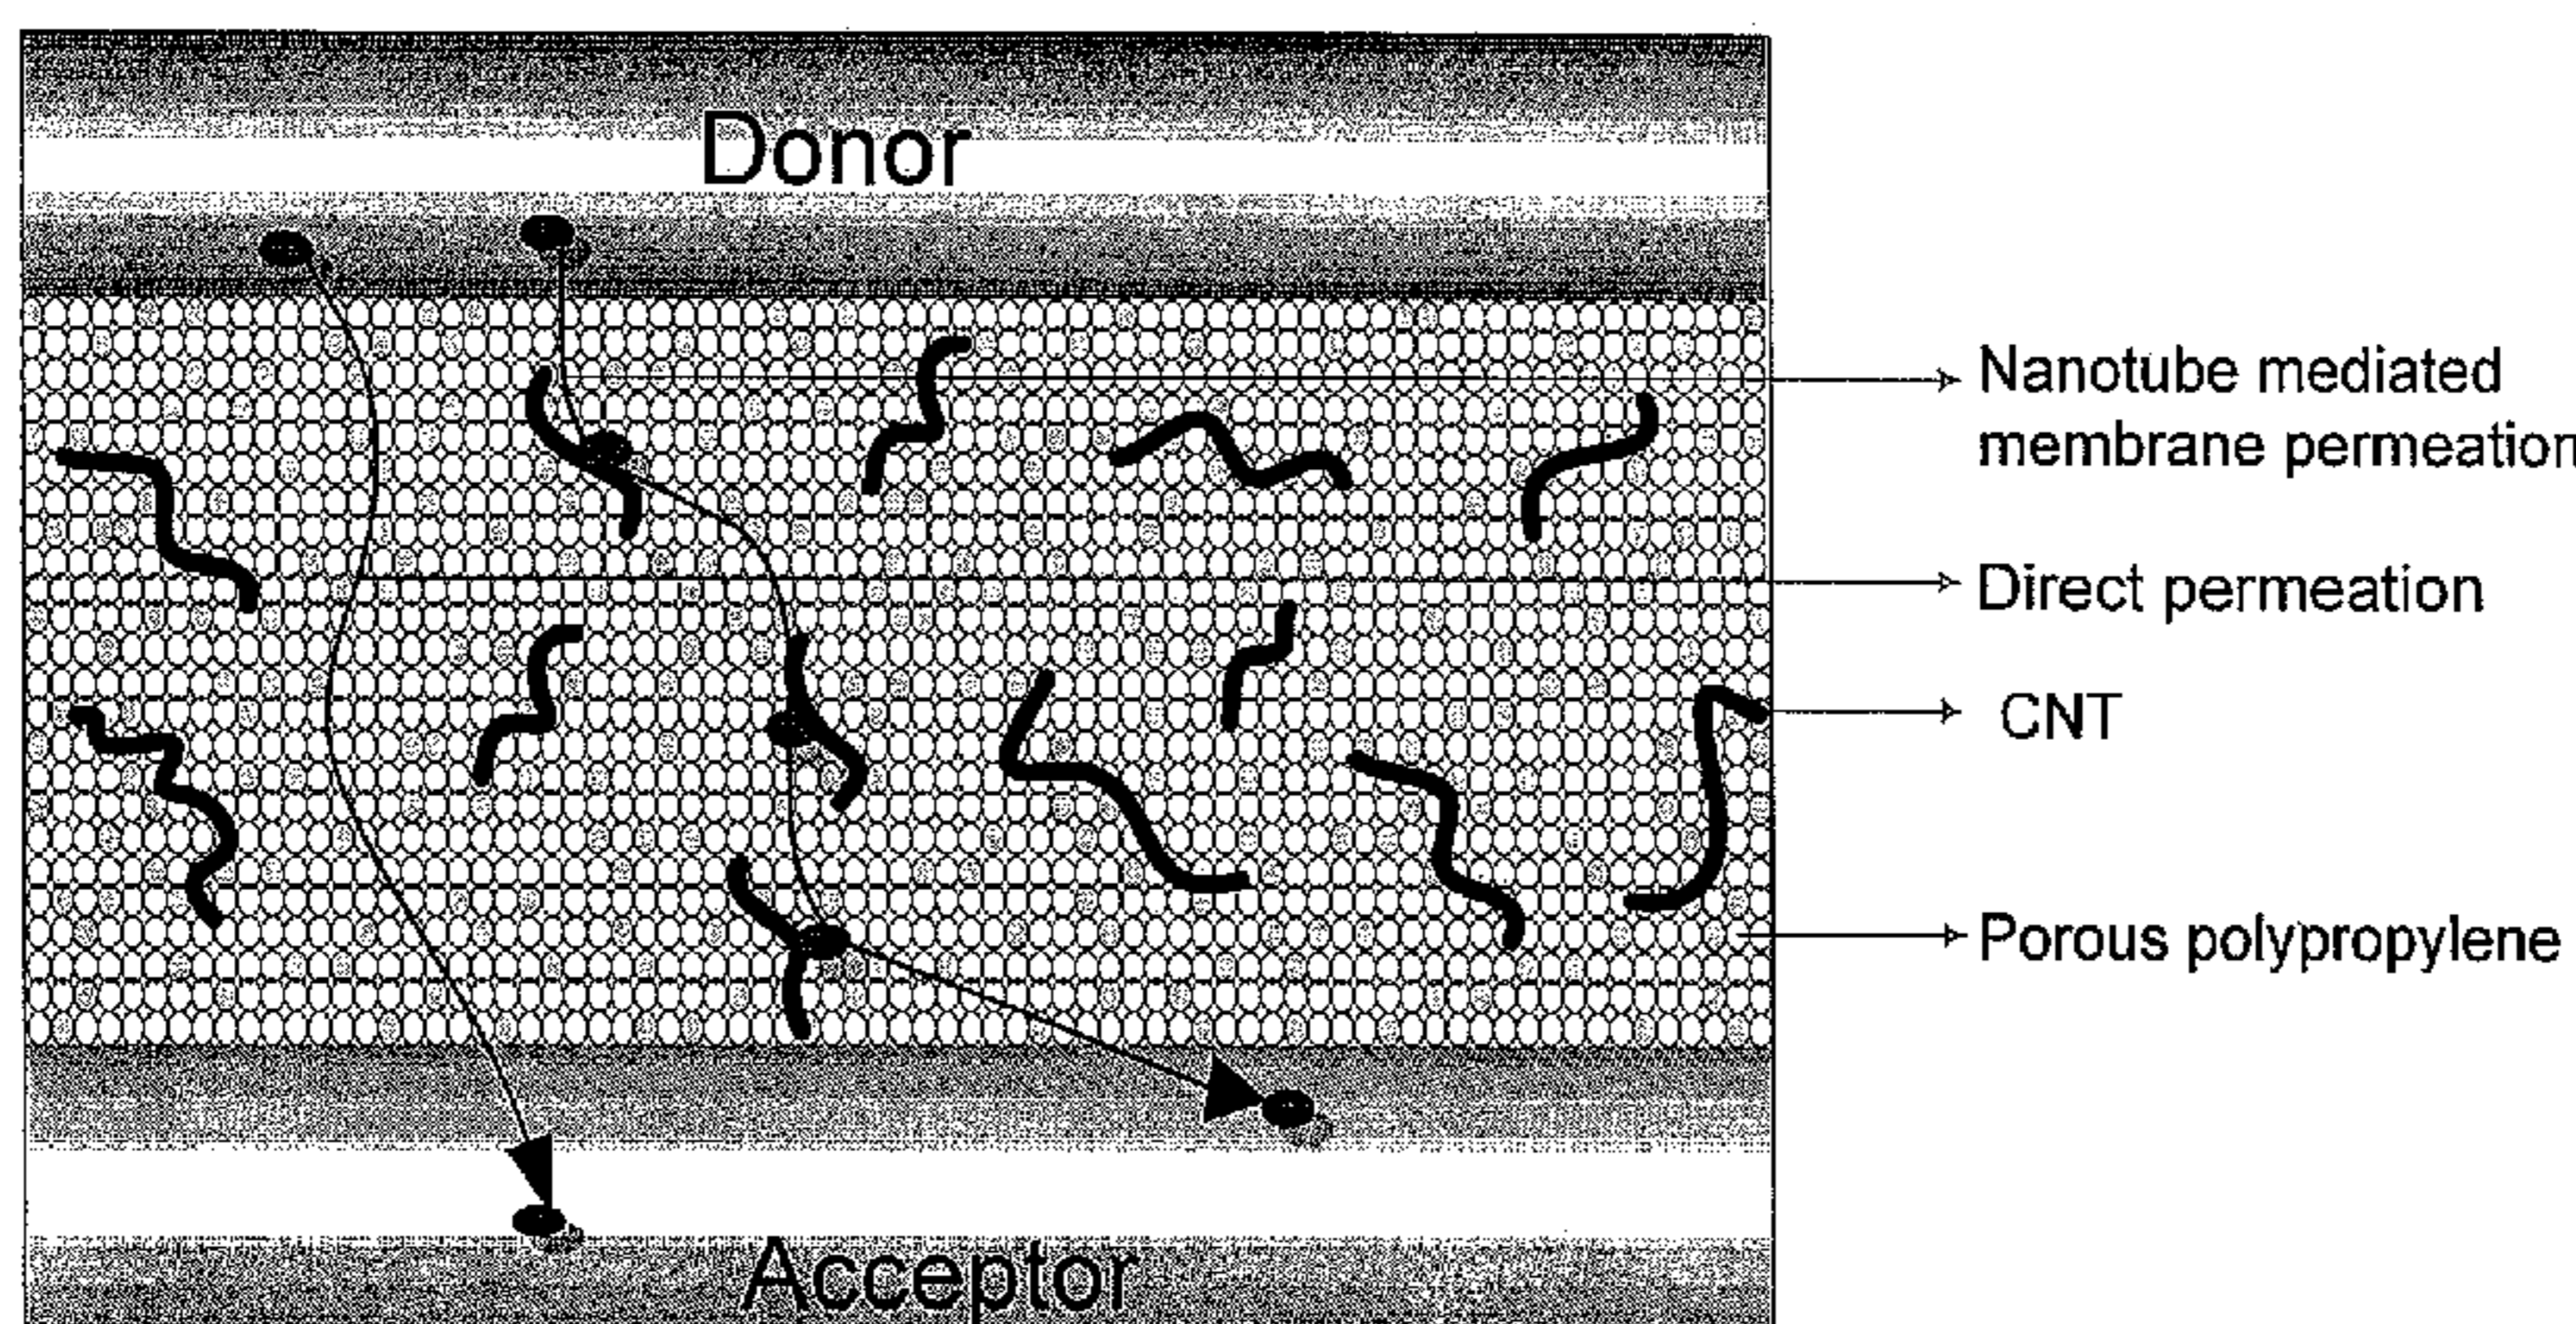 Donor
Nanotube mediated
membrane permeation
Direct permeation
CNT
Porous polypropylene
Acceptor